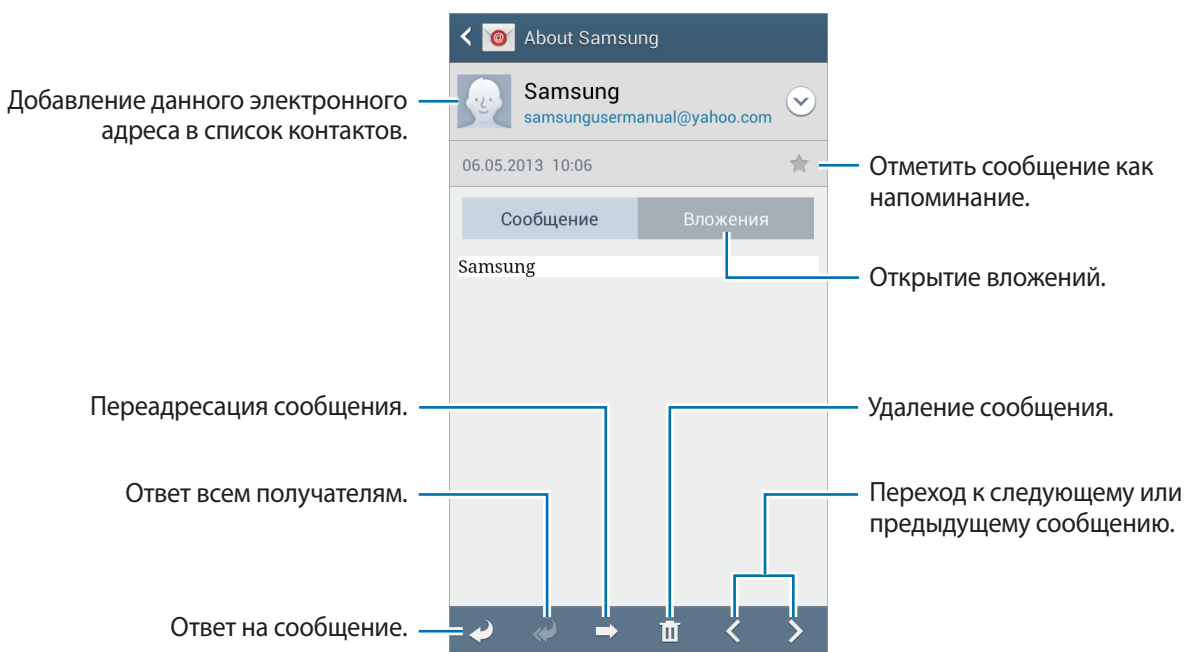 About Samsung
Добавление данного электронного
адреса в список контактов.
Samsung
samsungusermanual@yahoo.com
06.05.2013 10:06
Отметить сообщение как
напоминание.
Сообщение
Вложения
Samsung
Открытие вложений.
Переадресация сообщения.
Удаление сообщения.
Ответ всем получателям.
Переход к следующему или
предыдущему сообщению.
Ответ на сообщение.